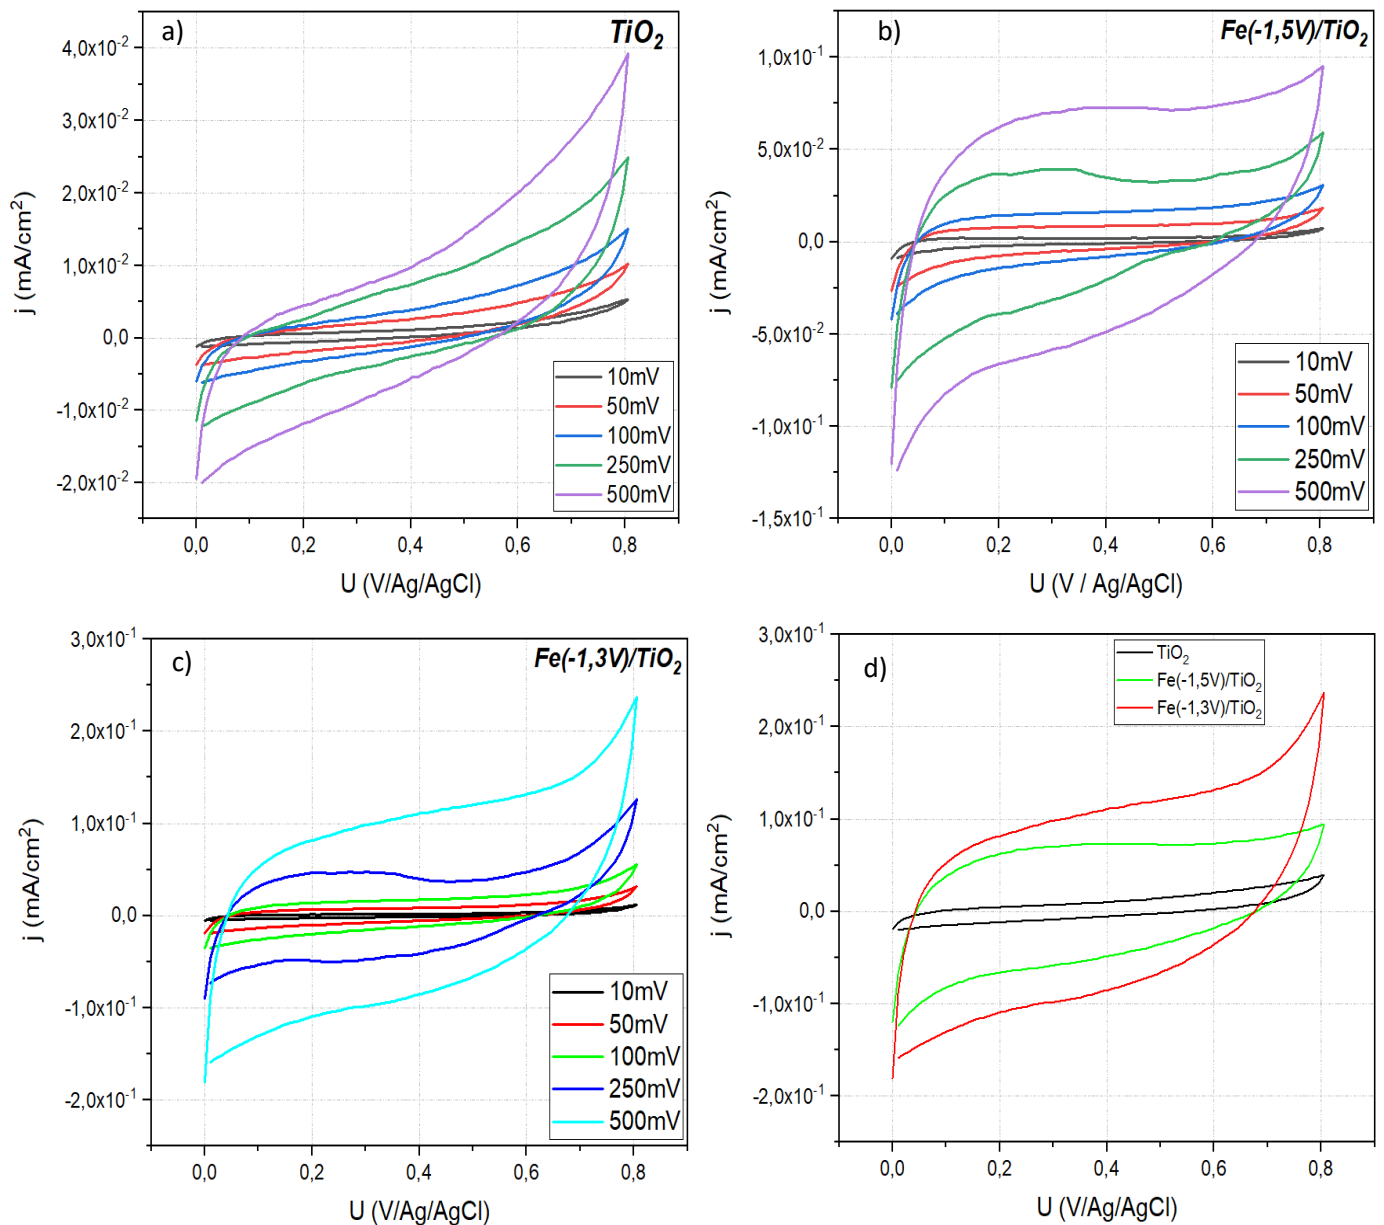 a)
TiO2
4,0x10-2
3,0x10-2
2,0x10-2
1,0x10-2
0,0
-1,0x10-2
-2,0x10-2
j (mA/cm2)
10mV
50mV
100mV
250mV
500mV
0,0 0,2 0,4 0,6 0,8
U (V/Ag/AgCl)
b)
Fe(-1,5V)/TiO2
1,0x10-1
5,0x10-2
0,0
-5,0x10-2
-1,0x10-1
-1,5x10-1
j (mA/cm2)
10mV
50mV
100mV
250mV
500mV
0,0 0,2 0,4 0,6 0,8
U (V / Ag/AgCl)
c)
Fe(-1,3V)/TiO2
3,0x10-1
2,0x10-1
1,0x10-1
0,0
-1,0x10-1
-2,0x10-1
j (mA/cm2)
10mV
50mV
100mV
250mV
500mV
0,0 0,2 0,4 0,6 0,8
U (V/Ag/AgCl)
d)
TiO2
Fe(-1,5V)/TiO2
Fe(-1,3V)/TiO2
3,0x10-1
2,0x10-1
1,0x10-1
0,0
-1,0x10-1
-2,0x10-1
j (mA/cm2)
0,0 0,2 0,4 0,6 0,8
U (V/Ag/AgCl)